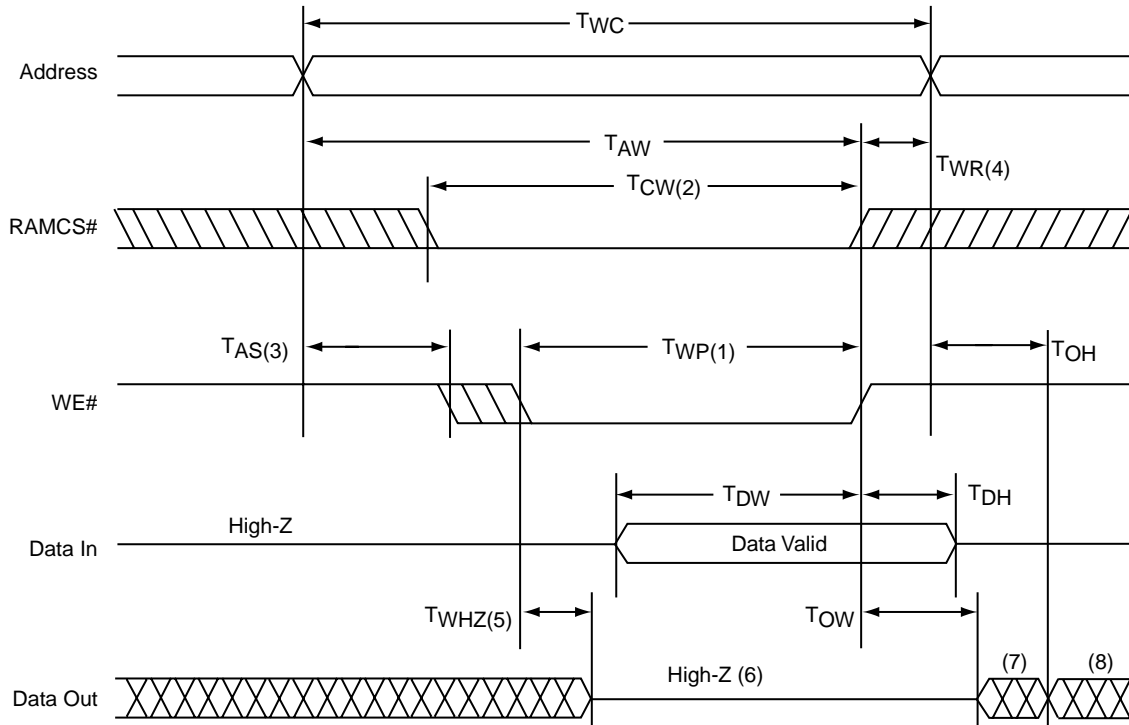 TWC
Address
TAW
TWR(4)
TCW(2)
RAMCS#
TAS(3)
TWP(1)
TOH
WE#
TDW
TDH
High-Z
Data In
Data Valid
TWHZ(5)
TOW
High-Z (6)
(7)
(8)
Data Out